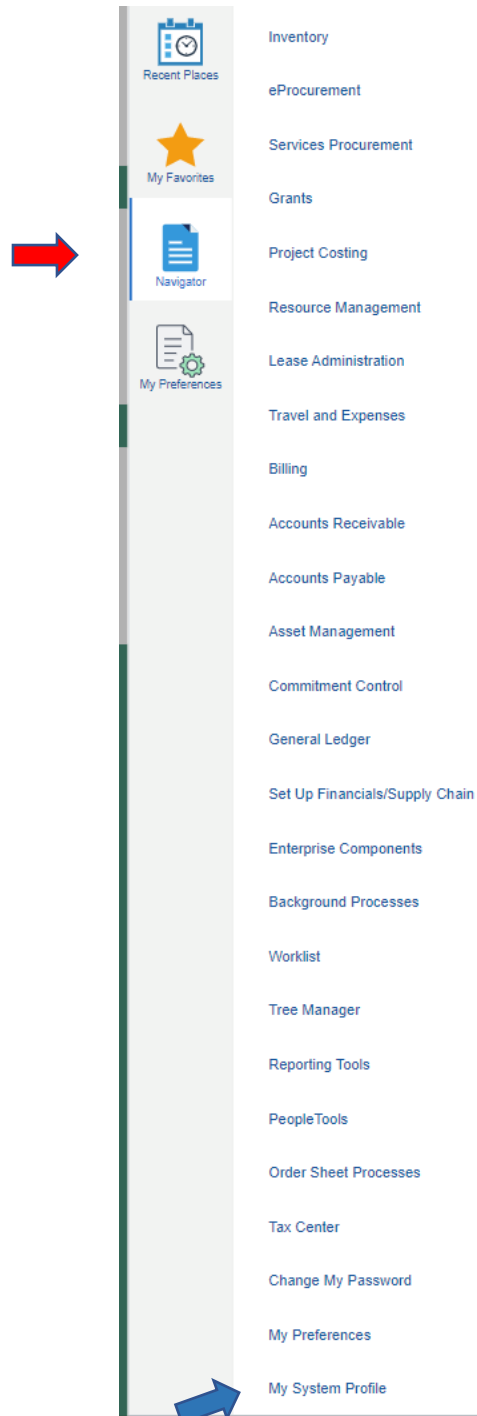 Recent Places
My Favorites
Navigator
My Preferences
Inventory
eProcurement
Services Procurement
Grants
Project Costing
Resource Management
Lease Administration
Travel and Expenses
Billing
Accounts Receivable
Accounts Payable
Asset Management
Commitment Control
General Ledger
Set Up Financials/Supply Chain
Enterprise Components
Background Processes
Worklist
Tree Manager
Reporting Tools
PeopleTools
Order Sheet Processes
Tax Center
Change My Password
My Preferences
My System Profile